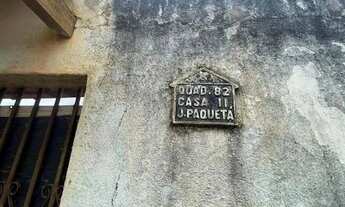 QUAD. 82
CASA 11.
J. PAQUETÁ